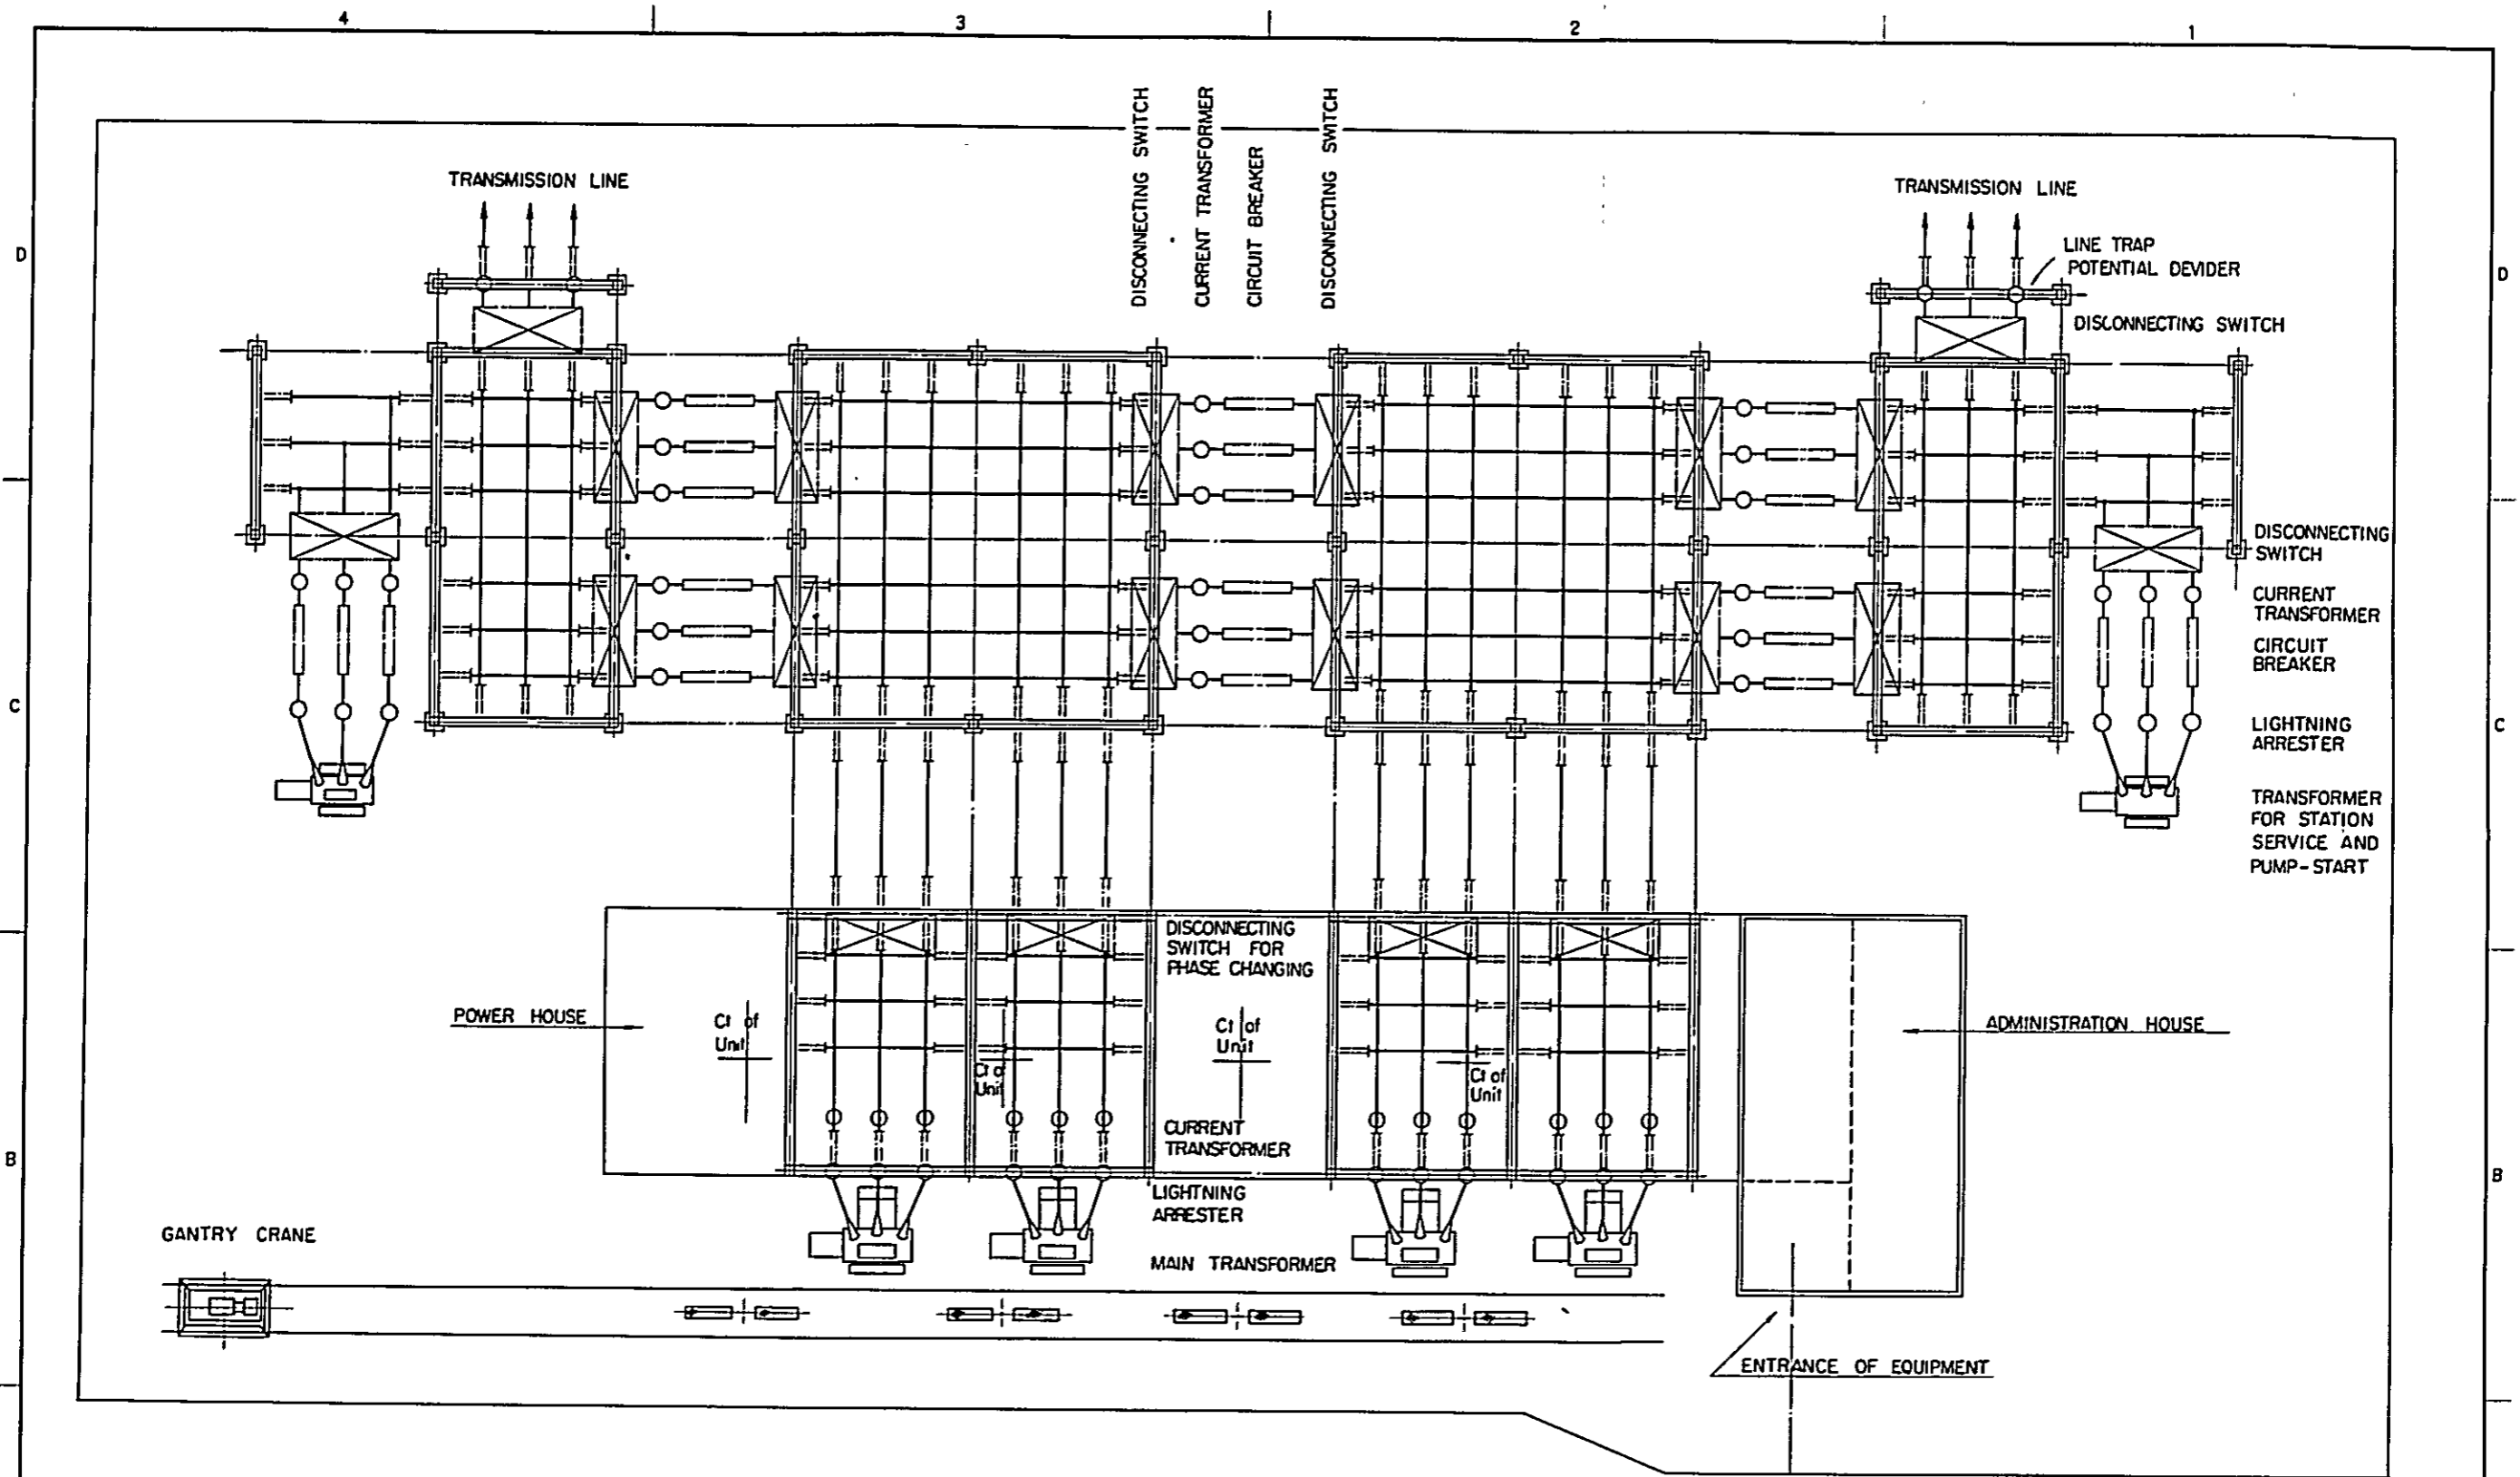 4
3
2
1
DISCONNECTING SWITCH
CURRENT TRANSFORMER
CIRCUIT BREAKER
DISCONNECTING SWITCH
TRANSMISSION LINE
TRANSMISSION LINE
D
D
LINE TRAP
POTENTIAL DEVIDER
DISCONNECTING SWITCH
DISCONNECTING
SWITCH
CURRENT
TRANSFORMER
CIRCUIT
BREAKER
C
C
LIGHTNING
ARRESTER
TRANSFORMER
FOR STATION
SERVICE AND
PUMP-START
DISCONNECTING
SWITCH FOR
PHASE CHANGING
POWER HOUSE
Ct of
Unit
Ct o
Unit
Ct of
Unit
Ct of
Unit
ADMINISTRATION HOUSE
CURRENT
TRANSFORMER
B
B
LIGHTNING
ARRESTER
GANTRY CRANE
MAIN TRANSFORMER
ENTRANCE OF EQUIPMENT